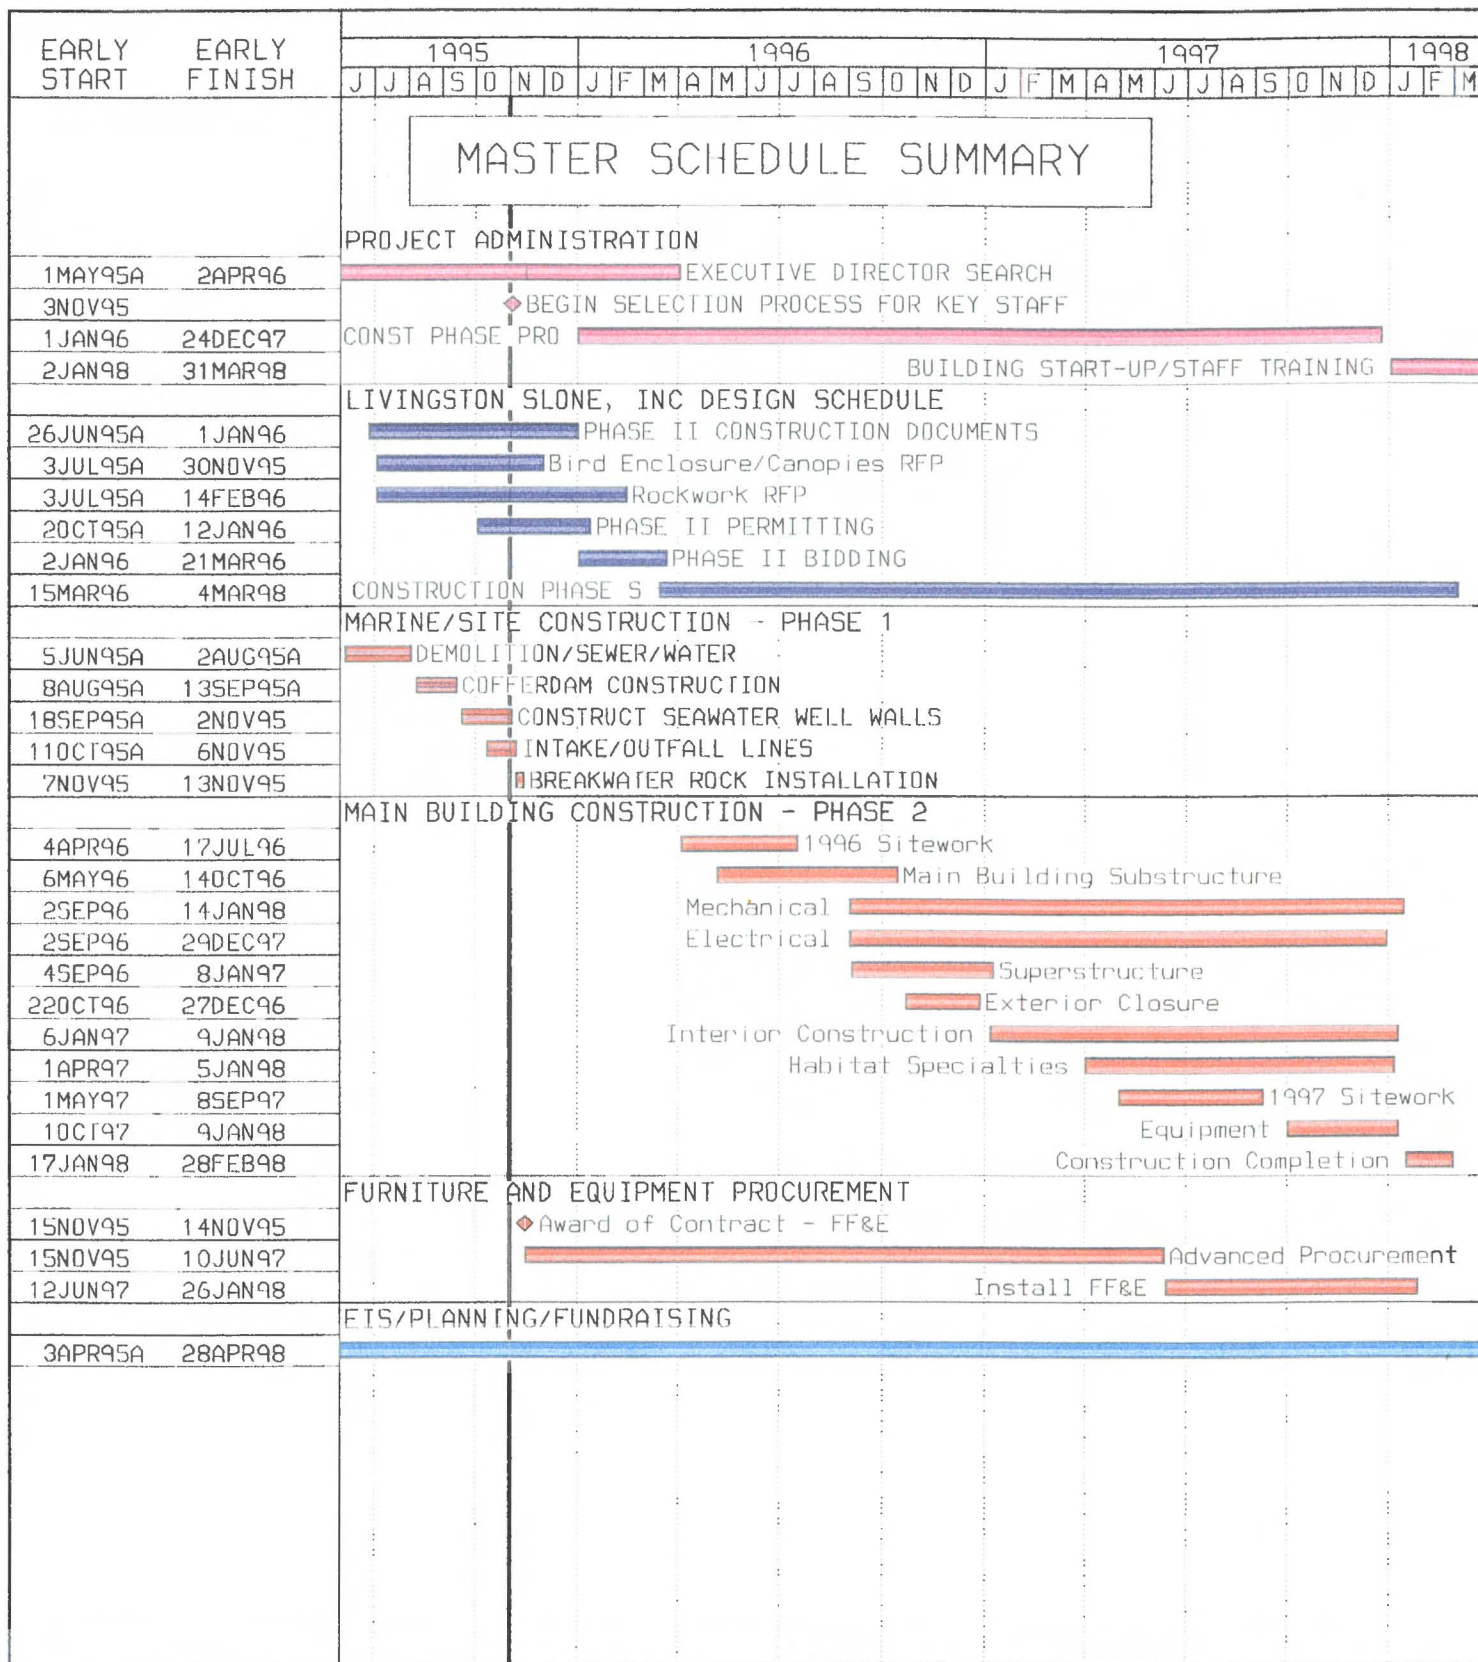 EARLY EARLY 1995 1996 1997 1998
START FINISH J J A S O N D J F M A M J J A S O N D J F M A M J J A S O N D J F M
MASTER SCHEDULE SUMMARY
PROJECT ADMINISTRATION
1MAY95A 2APR96 EXECUTIVE DIRECTOR SEARCH
3NOV95 BEGIN SELECTION PROCESS FOR KEY STAFF
1JAN96 24DEC97 CONST PHASE PRO
2JAN98 31MAR98 BUILDING START-UP/STAFF TRAINING
LIVINGSTON SLONE, INC DESIGN SCHEDULE
26JUN95A 1JAN96 PHASE II CONSTRUCTION DOCUMENTS
3JUL95A 30NOV95 Bird Enclosure/Canopies RFP
3JUL95A 14FEB96 Rockwork RFP
2OCT95A 12JAN96 PHASE II PERMITTING
2JAN96 21MAR96 PHASE II BIDDING
15MAR96 4MAR98 CONSTRUCTION PHASE S
MARINE/SITE CONSTRUCTION - PHASE 1
5JUN95A 2AUG95A DEMOLITION/SEWER/WATER
8AUG95A 13SEP95A COFFERDAM CONSTRUCTION
18SEP95A 2NOV95 CONSTRUCT SEAWATER WELL WALLS
11OCT95A 6NOV95 INTAKE/OUTFALL LINES
7NOV95 13NOV95 BREAKWATER ROCK INSTALLATION
MAIN BUILDING CONSTRUCTION - PHASE 2
4APR96 17JUL96 1996 Sitework
6MAY96 14OCT96 Main Building Substructure
2SEP96 14JAN98 Mechanical
2SEP96 29DEC97 Electrical
4SEP96 8JAN97 Superstructure
22OCT96 27DEC96 Exterior Closure
6JAN97 9JAN98 Interior Construction
1APR97 5JAN98 Habitat Specialties
1MAY97 8SEP97 1997 Sitework
1OCT97 9JAN98 Equipment
17JAN98 28FEB98 Construction Completion
FURNITURE AND EQUIPMENT PROCUREMENT
15NOV95 14NOV95 Award of Contract - FF&E
15NOV95 10JUN97 Advanced Procurement
12JUN97 26JAN98 Install FF&E
EIS/PLANNING/FUNDRAISING
3APR95A 28APR98